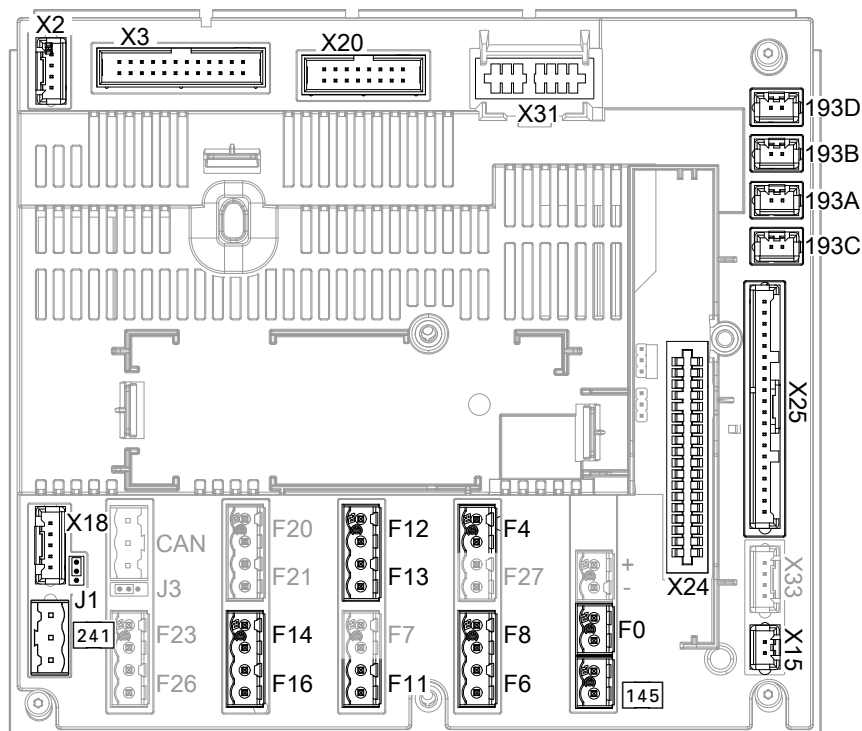 X2
X3
X20
X31
193D
193B
193A
193C
X25
X18
CAN
F20
F12
F4
X24
X33
+
-
J1
J3
F21
F13
F27
241
F23
F14
F7
F8
F0
X15
F26
F16
F11
F6
145